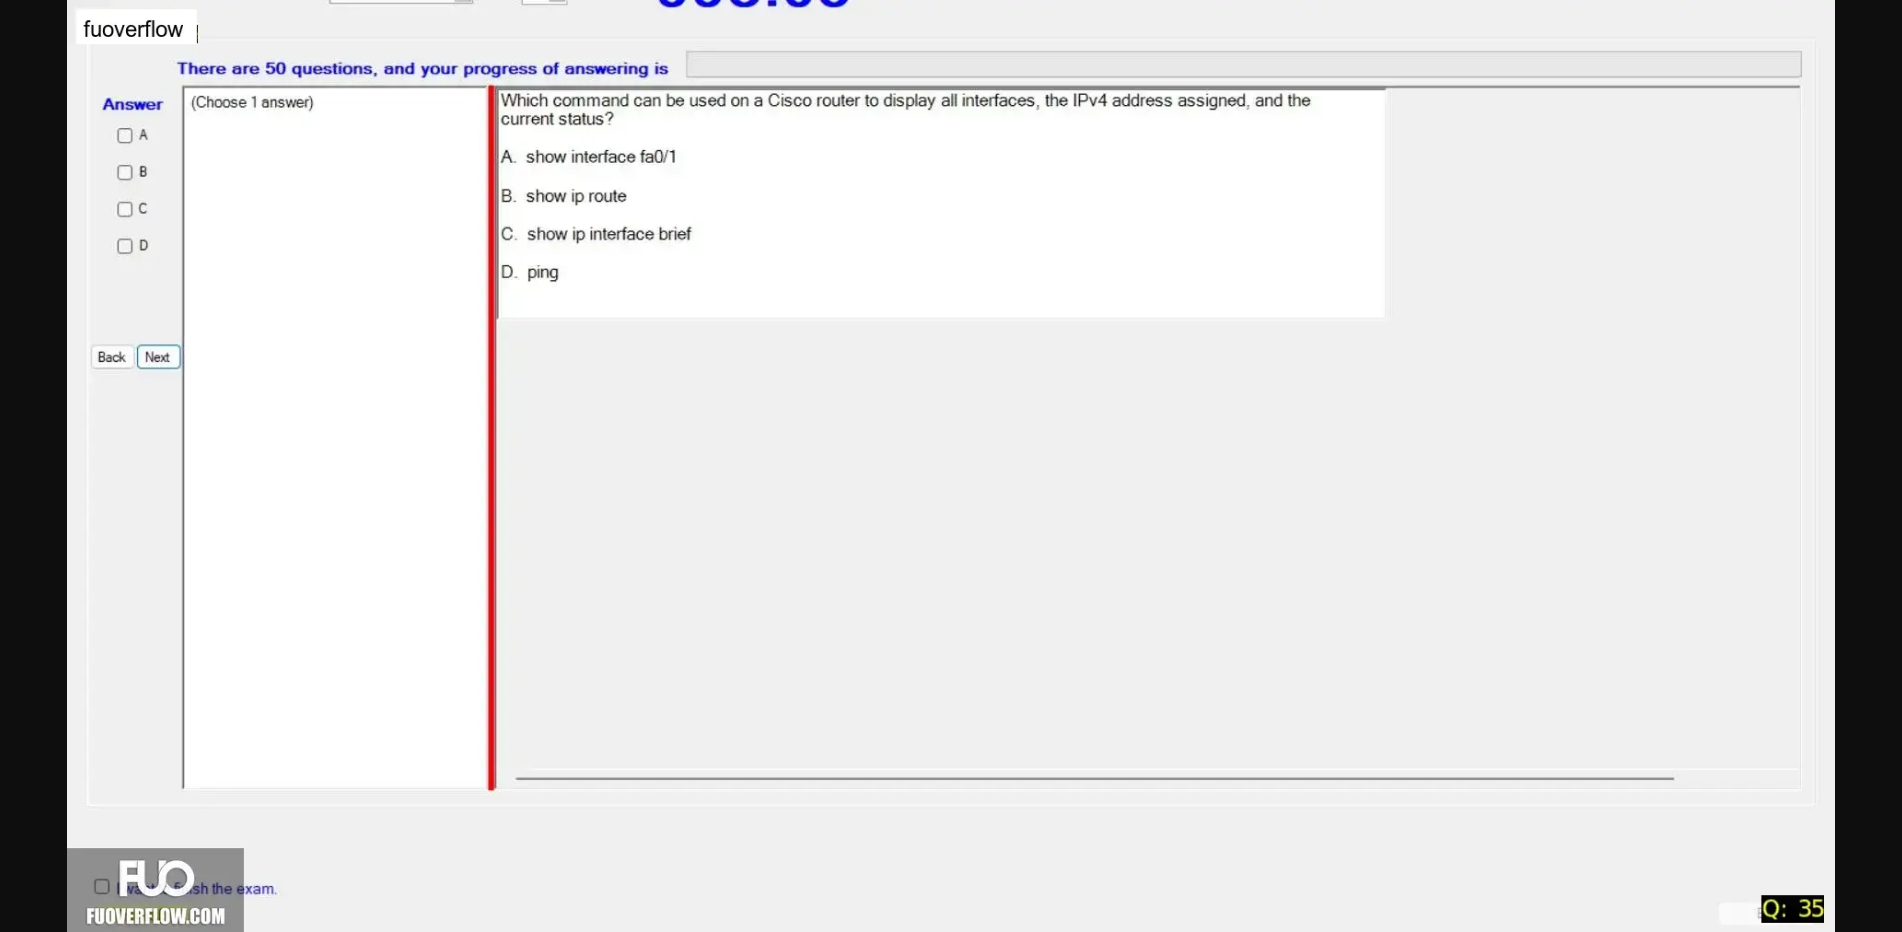 fuoverflow
There are 50 questions, and your progress of answering is
Answer
(Choose 1 answer)
A
B
C
D
Back
Next
Which command can be used on a Cisco router to display all interfaces, the IPv4 address assigned, and the
current status?
A. show interface fa0/1
B. show ip route
C. show ip interface brief
D. ping
FUO
sh the exam.
FUOVERFLOW.COM
Q: 35